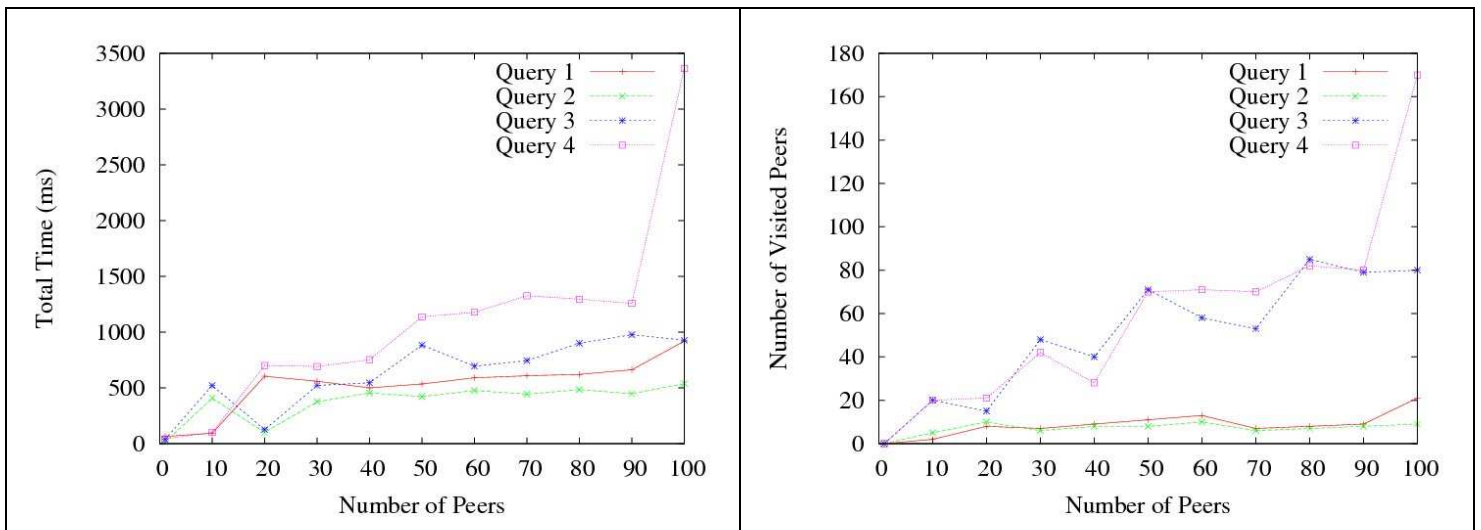 3500
3000
2500
2000
1500
1000
500
0
Total Time (ms)
Query 1
Query 2
Query 3
Query 4
0 10 20 30 40 50 60 70 80 90 100
Number of Peers
180
160
140
120
100
80
60
40
20
0
Number of Visited Peers
Query 1
Query 2
Query 3
Query 4
0 10 20 30 40 50 60 70 80 90 100
Number of Peers